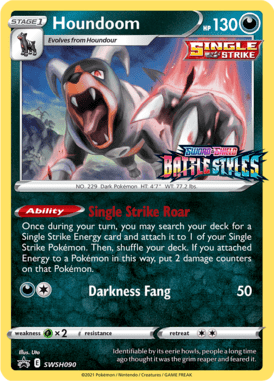 STAGE 1
Houndoom
HP 130
Evolves from Houndour
SINGLE STRIKE
SWORD & SHIELD
BATTLE STYLES
NO. 229 Dark Pokémon HT: 4'7" WT: 77.2 lbs.
Ability Single Strike Roar
Once during your turn, you may search your deck for a
Single Strike Energy card and attach it to 1 of your Single
Strike Pokémon. Then, shuffle your deck. If you attached
Energy to a Pokémon in this way, put 2 damage counters
on that Pokémon.
Darkness Fang 50
weakness ×2 resistance retreat
Illus. Uta
E SWSH090
Identifiable by its eerie howls, people a long time
ago thought it was the grim reaper and feared it.
©2021 Pokémon / Nintendo / Creatures / GAME FREAK